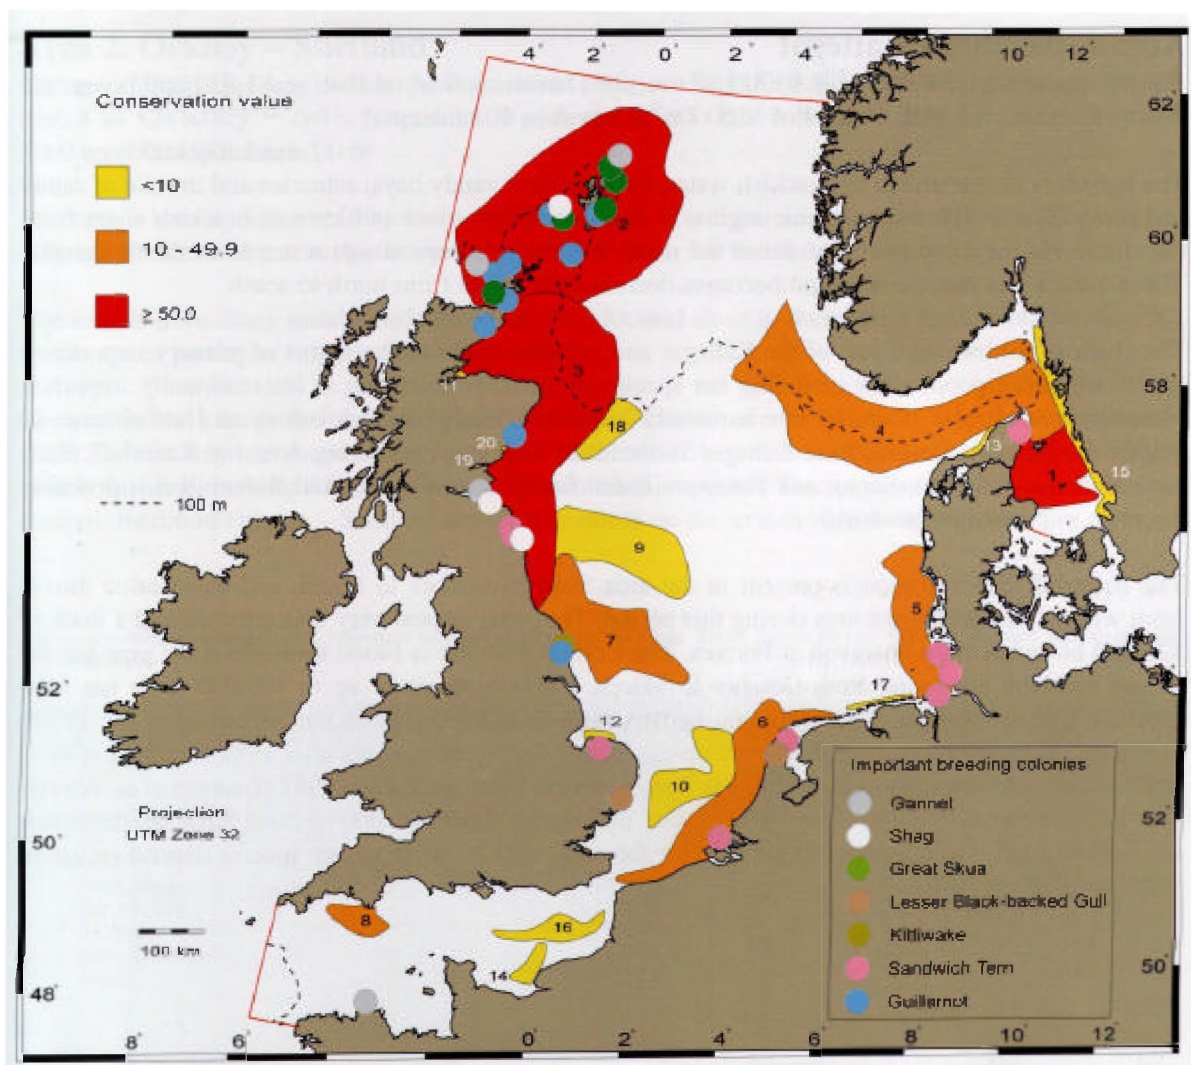 4° 2° 0° 2° 10° 12°
Conservation value
62°
<10
10 - 49.9
≥ 50.0
60°
2
3
58°
11
18
4
20
13
19
1
15
100 m
9
5
7
52°
17
54°
12
6
10
Projection
UTM Zone 32
Important breeding colonies
Gannet
52°
Shag
50°
Great Skua
Lesser Black-backed Gull
8
16
Kittiwake
100 km
Sandwich Tern
50°
14
Guillemot
48°
8° 6° 0° 2° 4° 6° 8° 10° 12°